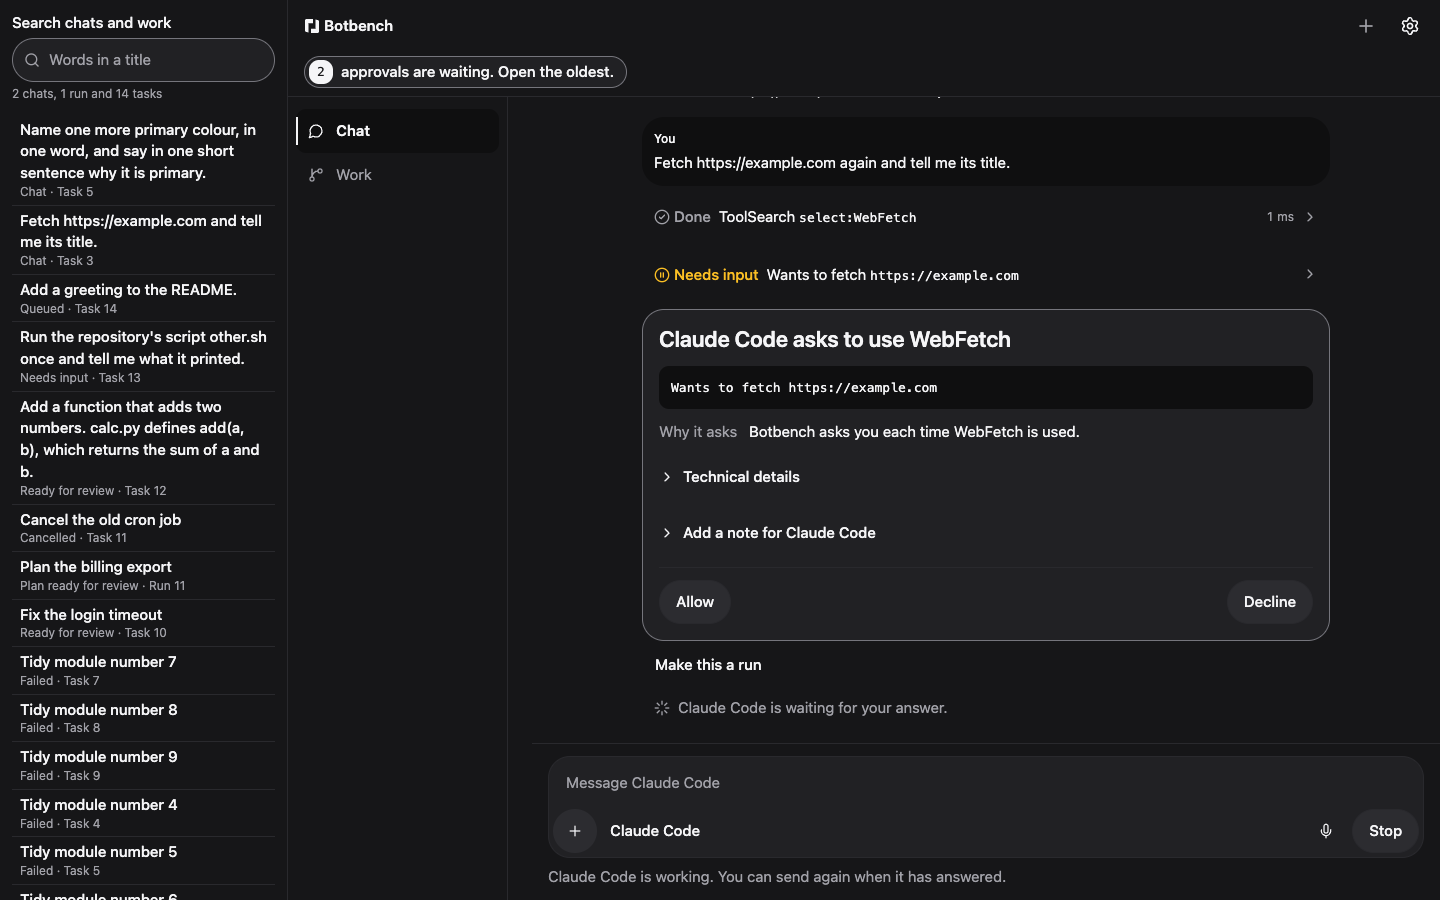 Search chats and work
Words in a title
2 chats, 1 run and 14 tasks
Name one more primary colour, in
one word, and say in one short
sentence why it is primary.
Chat · Task 5
Fetch https://example.com and tell
me its title.
Chat · Task 3
Add a greeting to the README.
Queued · Task 14
Run the repository's script other.sh
once and tell me what it printed.
Needs input · Task 13
Add a function that adds two
numbers. calc.py defines add(a,
b), which returns the sum of a and
b.
Ready for review · Task 12
Cancel the old cron job
Cancelled · Task 11
Plan the billing export
Plan ready for review · Run 11
Fix the login timeout
Ready for review · Task 10
Tidy module number 7
Failed · Task 7
Tidy module number 8
Failed · Task 8
Tidy module number 9
Failed · Task 9
Tidy module number 4
Failed · Task 4
Tidy module number 5
Failed · Task 5
Tidy module number 6
Botbench
2 approvals are waiting. Open the oldest.
Chat
Work
You
Fetch https://example.com again and tell me its title.
Done ToolSearch select:WebFetch 1 ms
Needs input Wants to fetch https://example.com
Claude Code asks to use WebFetch
Wants to fetch https://example.com
Why it asks Botbench asks you each time WebFetch is used.
Technical details
Add a note for Claude Code
Allow Decline
Make this a run
Claude Code is waiting for your answer.
Message Claude Code
Claude Code Stop
Claude Code is working. You can send again when it has answered.